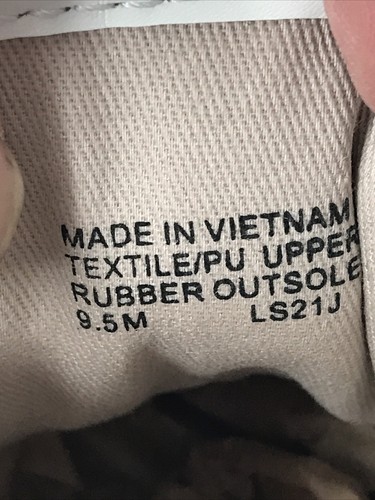 MADE IN VIETNAM
TEXTILE/PU UPPER
RUBBER OUTSOLE
9.5M LS21J